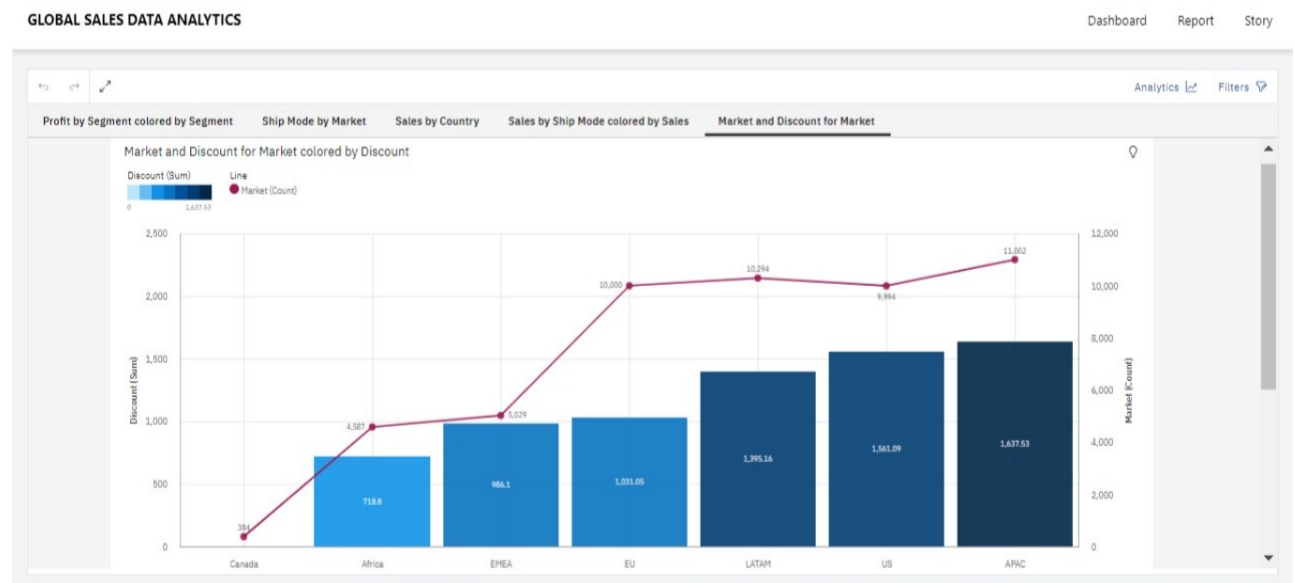 GLOBAL SALES DATA ANALYTICS
Dashboard Report Story
Analytics Filters
Profit by Segment colored by Segment Ship Mode by Market Sales by Country Sales by Ship Mode colored by Sales Market and Discount for Market
Market and Discount for Market colored by Discount
Discount (Sum) Line
Market (Count)
0 1,637.53
2,500 12,000
11,002
10,294
10,000 10,000
2,000 9,994
8,000
1,500
Discount (Sum)
Market (Count)
6,000
5,029
1,000 4,587
4,000
1,637.53
1,561.09
1,395.16
1,031.05
986.1
500 2,000
718.8
384
0 0
Canada Africa EMEA EU LATAM US APAC